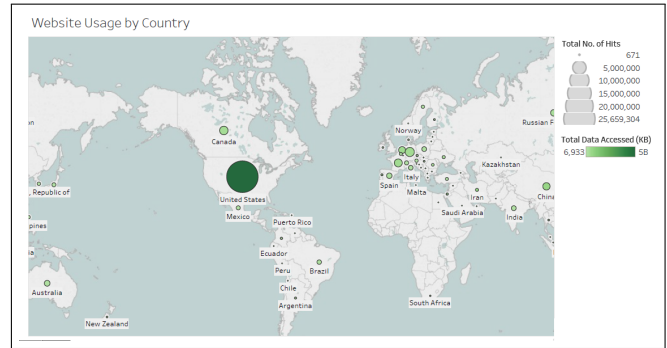 Website Usage by Country
Total No. of Hits
671
5,000,000
10,000,000
15,000,000
20,000,000
25,659,304
Total Data Accessed (KB)
6,933 5B
Norway
Russian F
Canada
Kazakhstan
, Republic of
United States
Spain
Italy
Malta
Iran
China
Mexico
Puerto Rico
Saudi Arabia
India
pines
Ecuador
Peru
Brazil
Chile
Australia
Argentina
South Africa
New Zealand